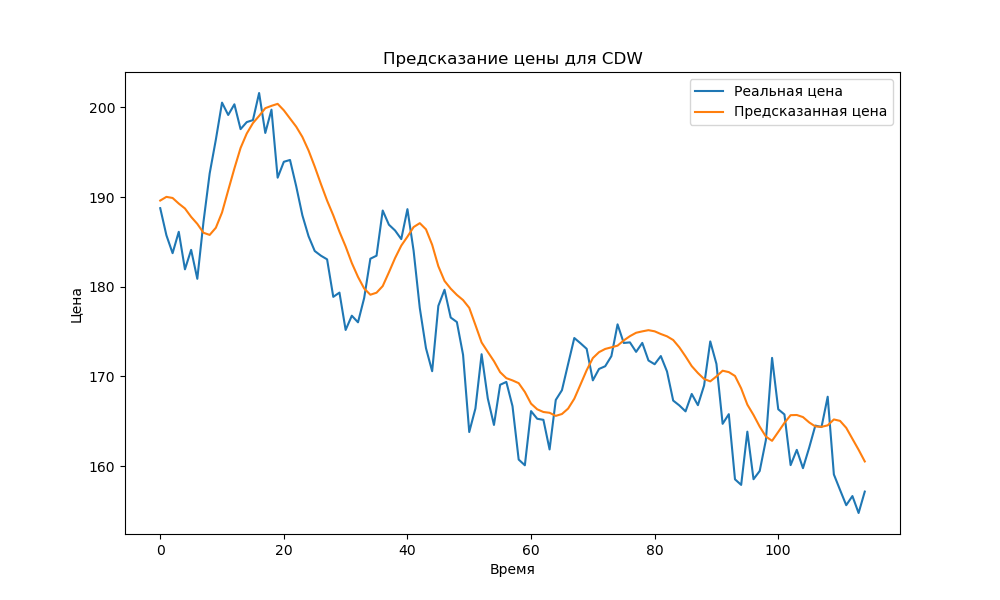 Предсказание цены для CDW
Реальная цена
Предсказанная цена
200
190
180
170
160
Цена
0 20 40 60 80 100
Время